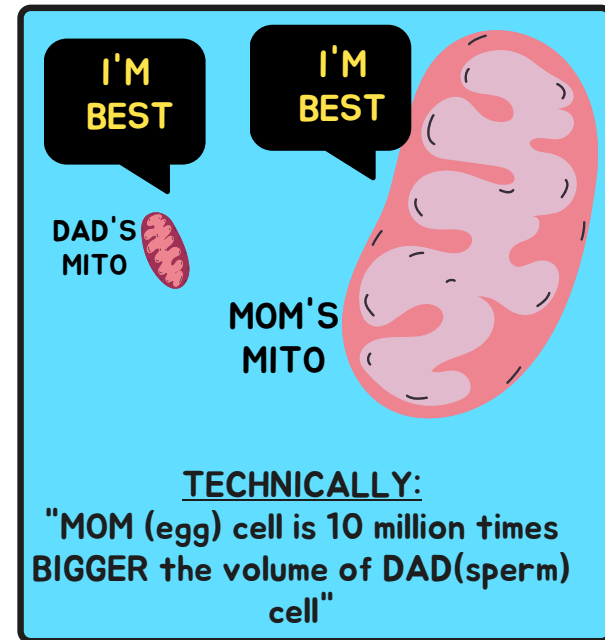 I'M
BEST
I'M
BEST
DAD'S
MITO
MOM'S
MITO
TECHNICALLY:
"MOM (egg) cell is 10 million times
BIGGER the volume of DAD(sperm)
cell"